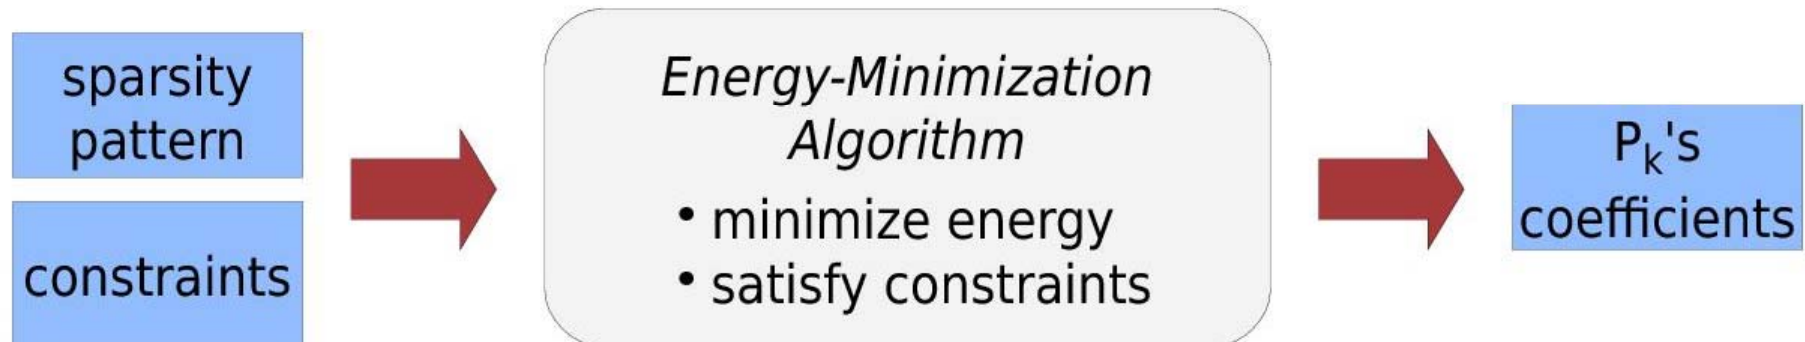 sparsity
pattern
constraints
Energy-Minimization
Algorithm
• minimize energy
• satisfy constraints
Pk's
coefficients